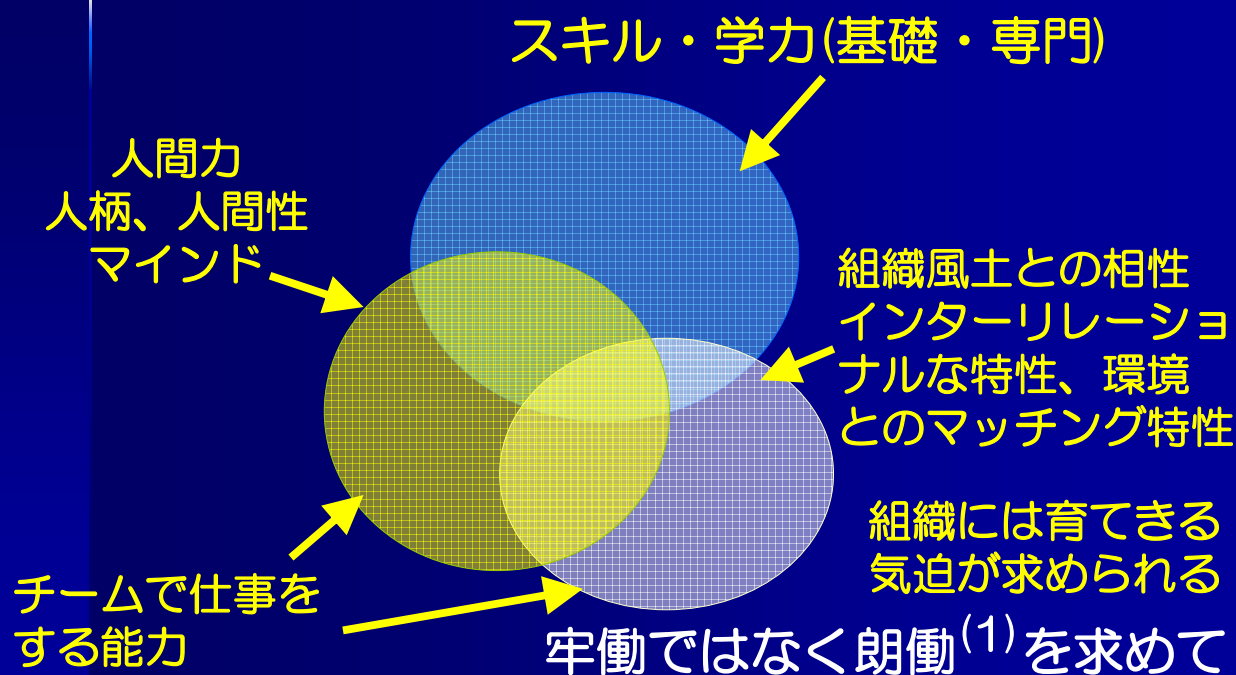 スキル・学力(基礎・専門)
人間力
人柄、人間性
マインド
組織風土との相性
インターリレーショ
ナルな特性、環境
とのマッチング特性
組織には育てきる
気迫が求められる
チームで仕事を
する能力
牢働ではなく朗働(1)を求めて